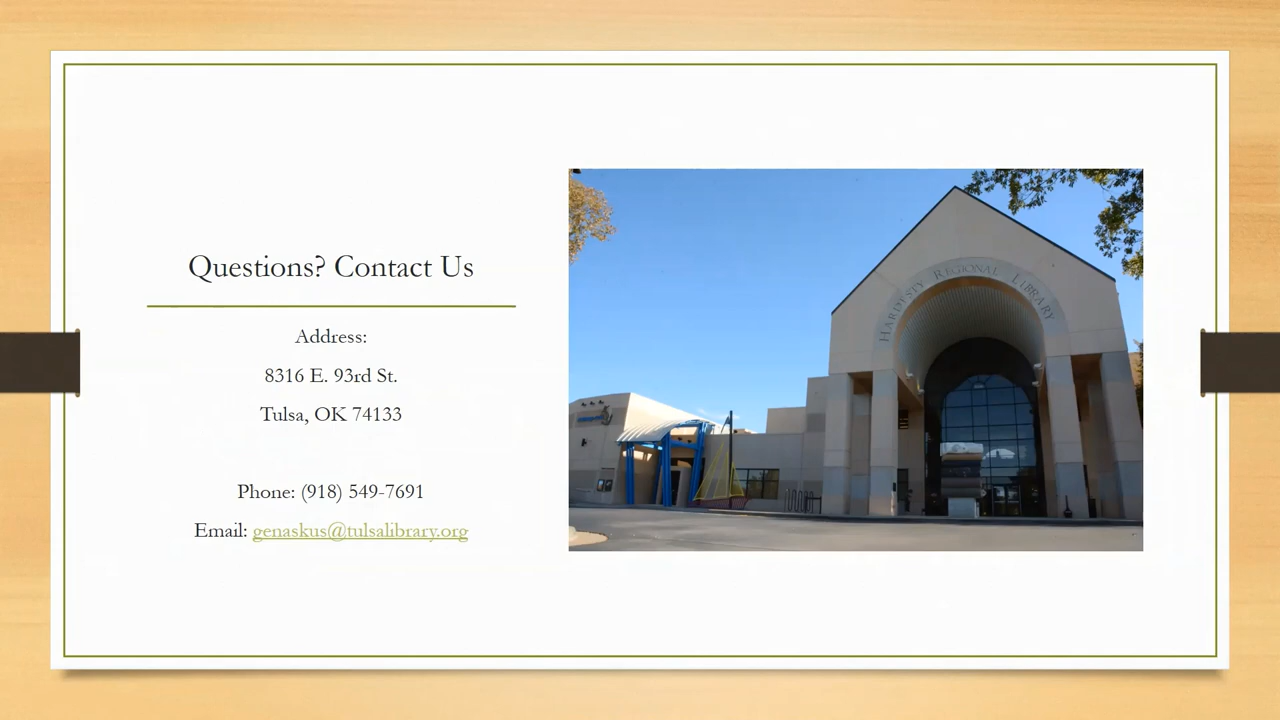 Questions? Contact Us
Address:
8316 E. 93rd St.
Tulsa, OK 74133
Phone: (918) 549-7691
Email: genaskus@tulsalibrary.org
HARDESTY REGIONAL LIBRARY